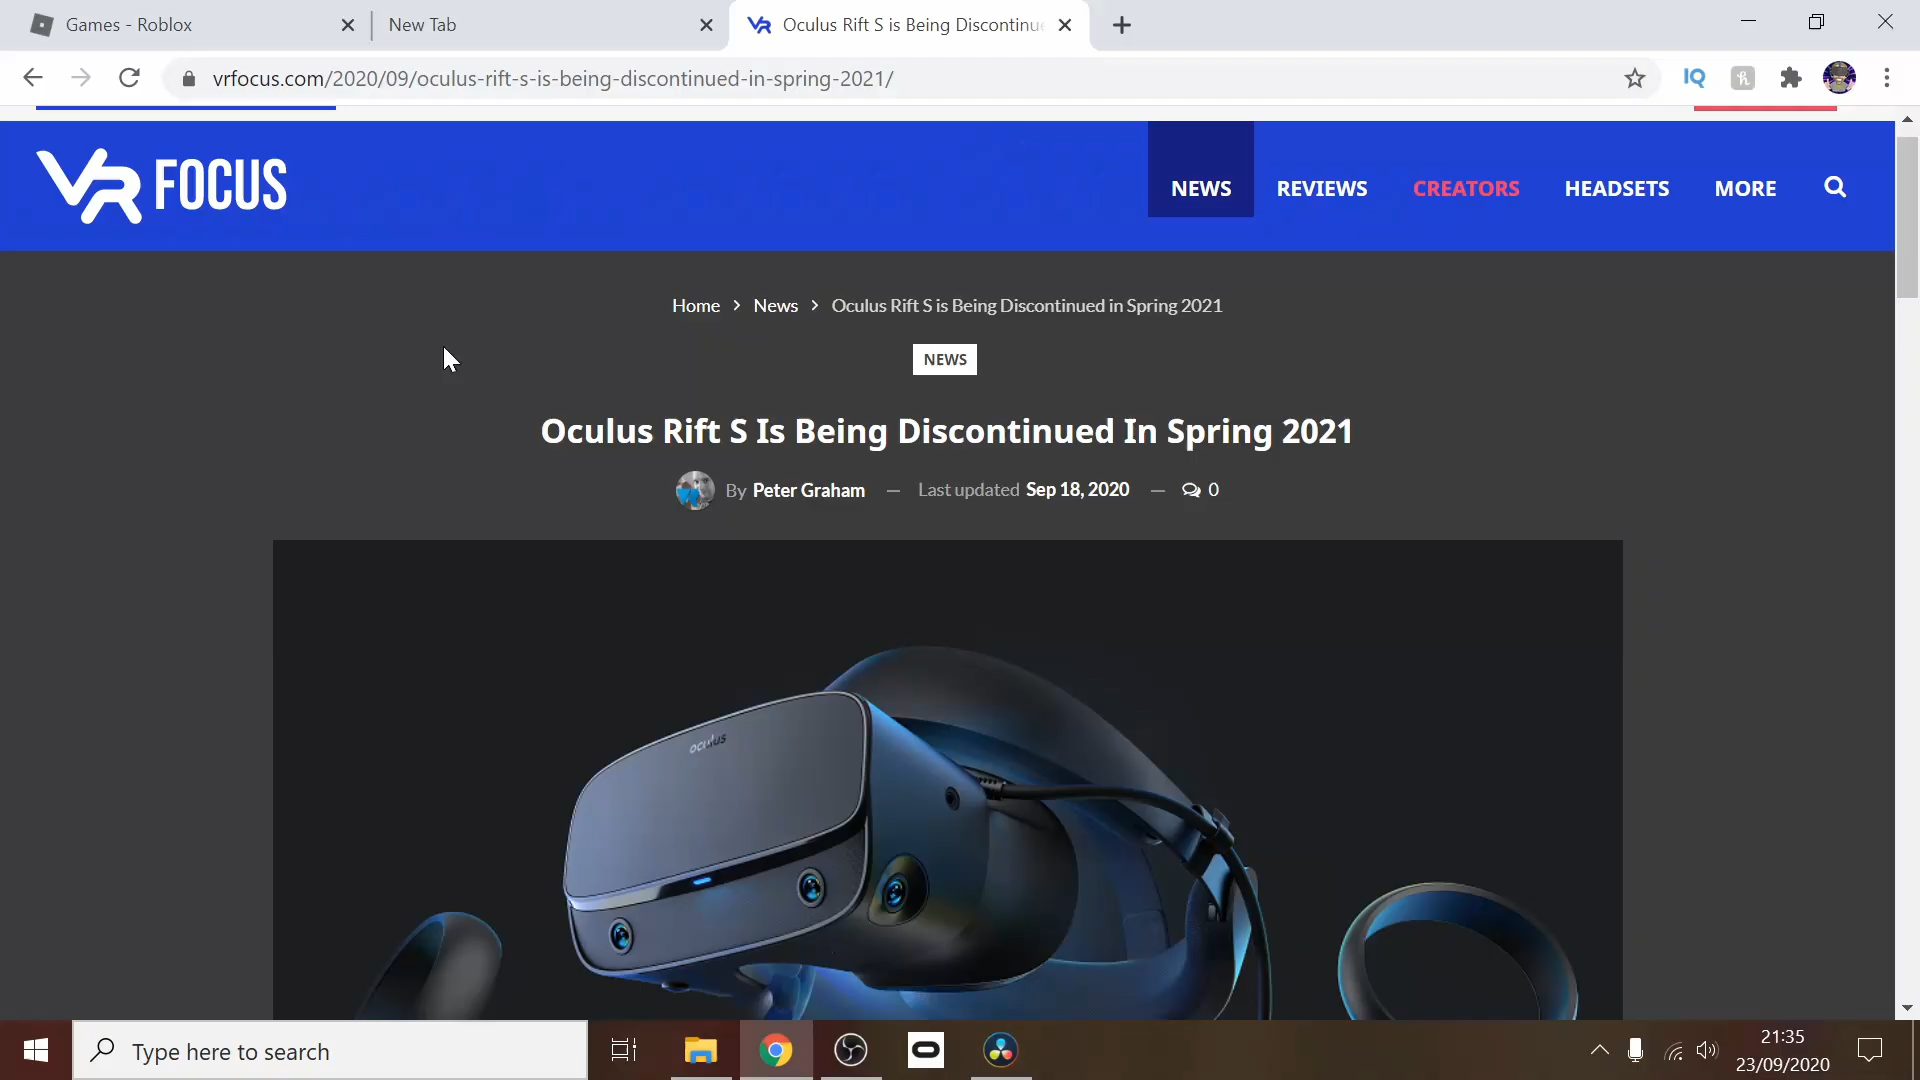 Games - Roblox
New Tab
Oculus Rift S is Being Discontinue
vrfocus.com/2020/09/oculus-rift-s-is-being-discontinued-in-spring-2021/
IQ
h
VR FOCUS
NEWS REVIEWS CREATORS HEADSETS MORE
Home > News > Oculus Rift S is Being Discontinued in Spring 2021
NEWS
Oculus Rift S Is Being Discontinued In Spring 2021
By Peter Graham — Last updated Sep 18, 2020 — 0
oculus
Type here to search
21:35
23/09/2020